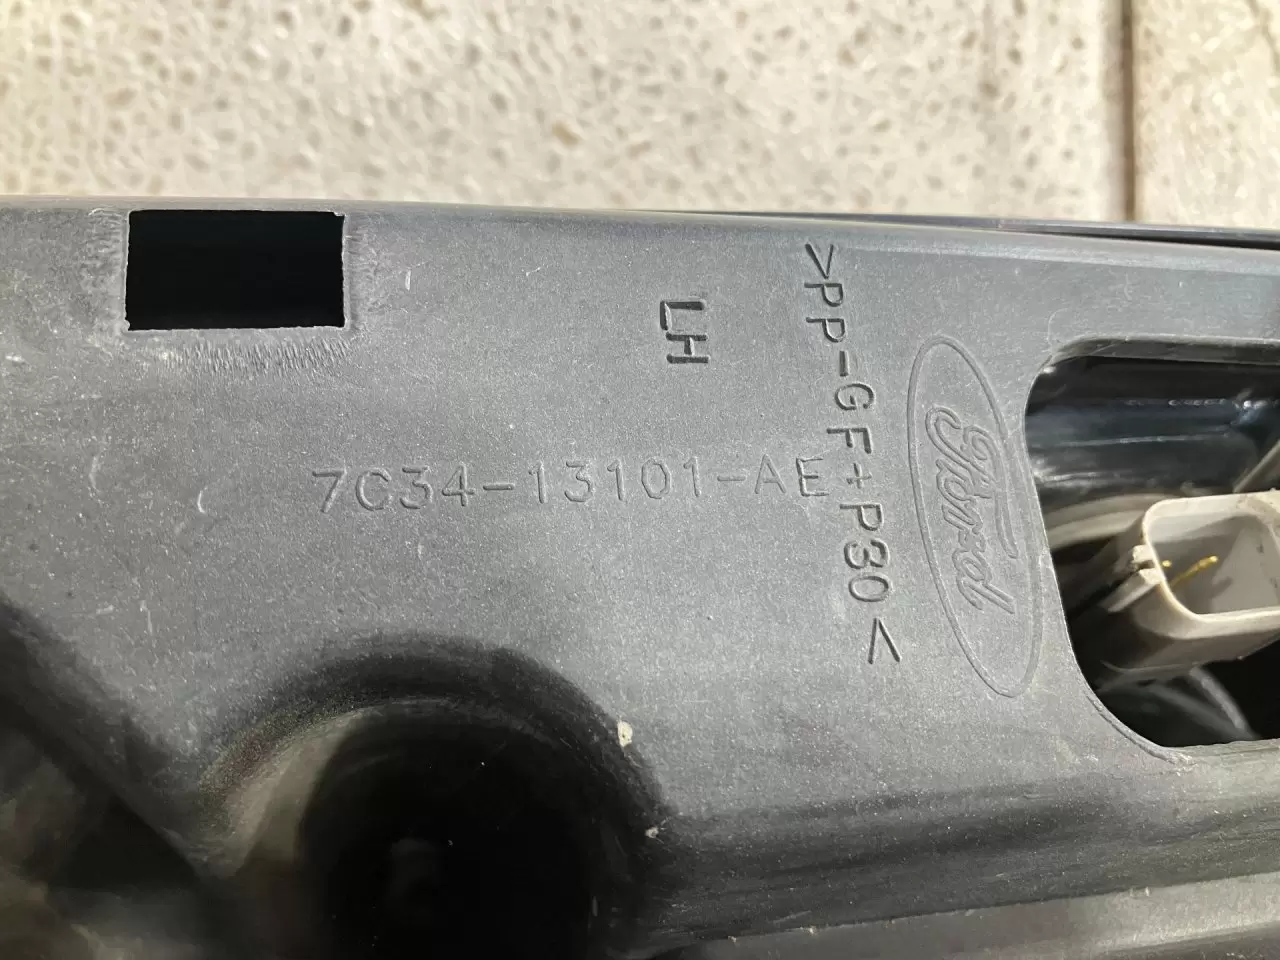 LH
>PP-GF+P30<
7C34-13101-AE
Ford